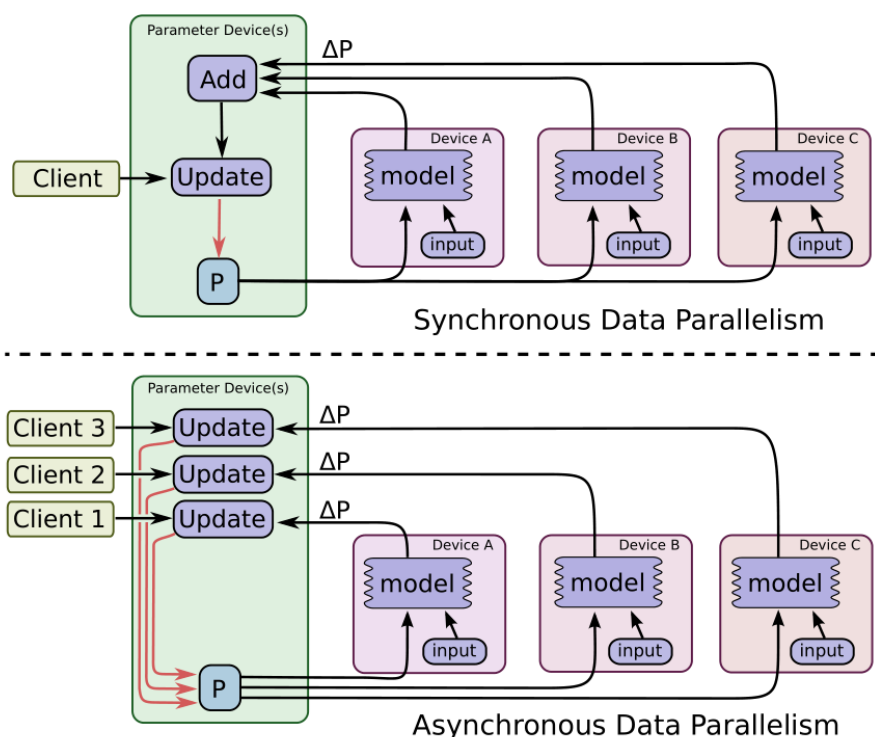 Parameter Device(s)
ΔP
Add
Device A
Device B
Device C
Client
Update
model
model
model
input
input
input
P
Synchronous Data Parallelism
Parameter Device(s)
Client 3
Update
ΔP
Client 2
Update
ΔP
Client 1
Update
ΔP
Device A
Device B
Device C
model
model
model
input
input
input
P
Asynchronous Data Parallelism